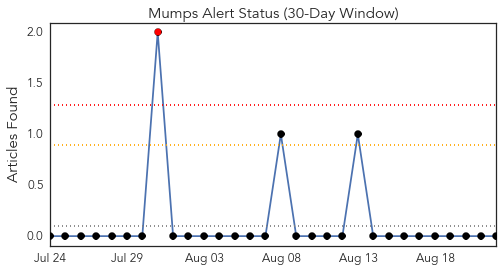 Mumps Alert Status (30-Day Window)
Articles Found
2.0
1.5
1.0
0.5
0.0
Jul 24 Jul 29 Aug 03 Aug 08 Aug 13 Aug 18